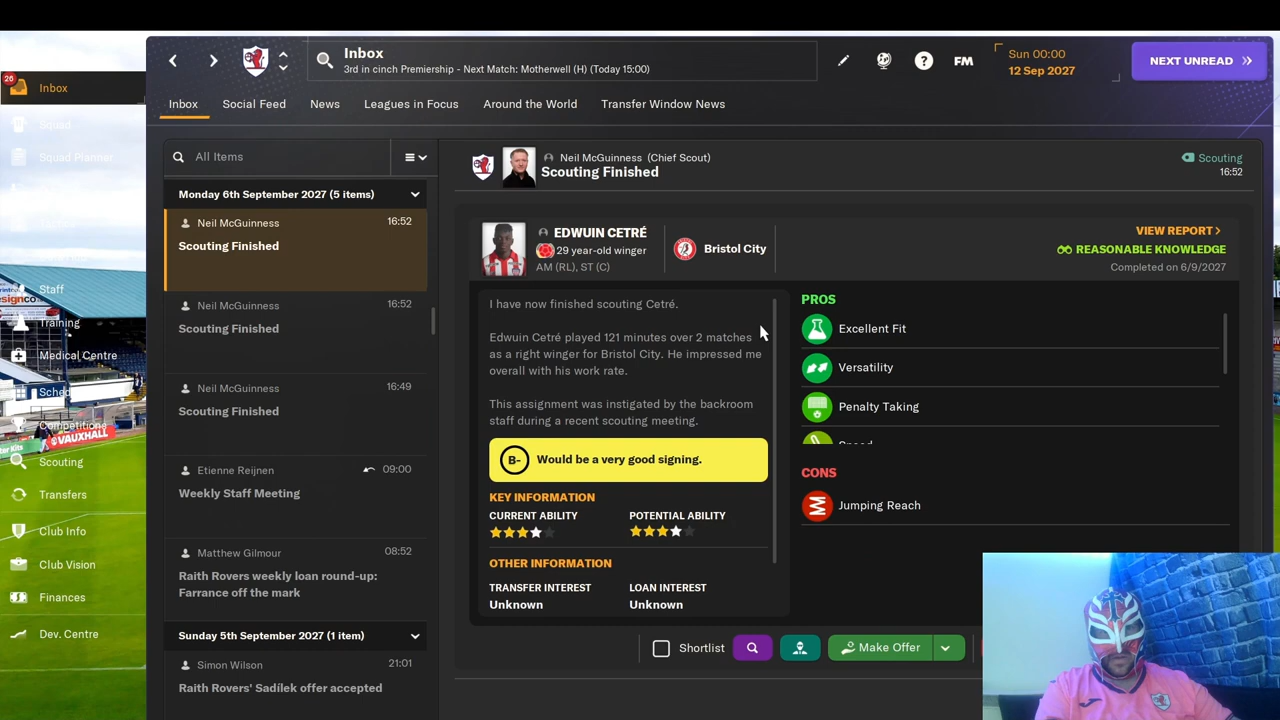 Inbox
3rd in cinch Premiership - Next Match: Motherwell (H) (Today 15:00)
FM
Sun 00:00
12 Sep 2027
NEXT UNREAD
26
Inbox
Squad
Squad Planner
Staff
Training
Medical Centre
Sched
Competitions
VAUXHALL
Scouting
Transfers
Club Info
Club Vision
Finances
Dev. Centre
Inbox
Social Feed
News
Leagues in Focus
Around the World
Transfer Window News
All Items
Monday 6th September 2027 (5 items)
Neil McGuinness 16:52
Scouting Finished
Neil McGuinness 16:52
Scouting Finished
Neil McGuinness 16:49
Scouting Finished
Etienne Reijnen 09:00
Weekly Staff Meeting
Matthew Gilmour 08:52
Raith Rovers weekly loan round-up:
Farrance off the mark
Sunday 5th September 2027 (1 item)
Simon Wilson 21:01
Raith Rovers' Sadílek offer accepted
Neil McGuinness (Chief Scout)
Scouting Finished
Scouting
16:52
EDWUIN CETRÉ
29 year-old winger
AM (RL), ST (C)
Bristol City
VIEW REPORT >
REASONABLE KNOWLEDGE
Completed on 6/9/2027
I have now finished scouting Cetré.
Edwuin Cetré played 121 minutes over 2 matches
as a right winger for Bristol City. He impressed me
overall with his work rate.
This assignment was instigated by the backroom
staff during a recent scouting meeting.
B- Would be a very good signing.
KEY INFORMATION
CURRENT ABILITY
POTENTIAL ABILITY
OTHER INFORMATION
TRANSFER INTEREST
LOAN INTEREST
Unknown
Unknown
PROS
Excellent Fit
Versatility
Penalty Taking
Speed
CONS
Jumping Reach
Shortlist
Make Offer